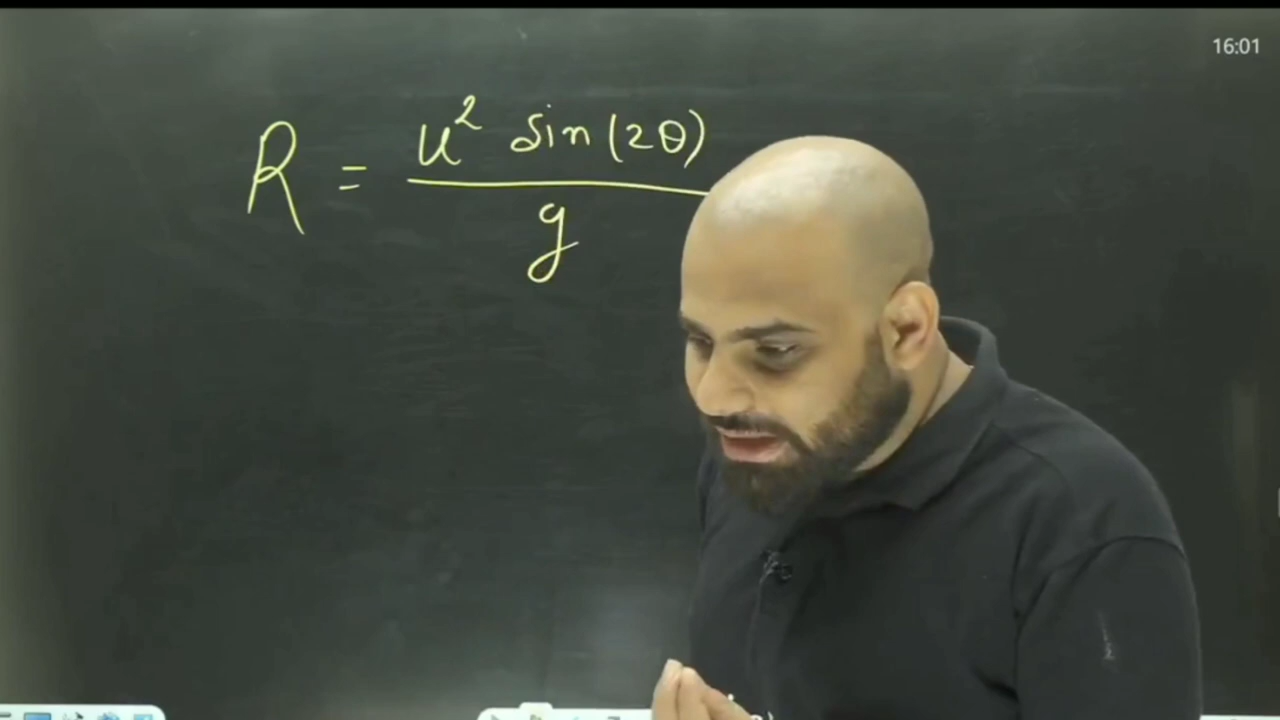 16:01
R = u² sin(2θ) / g